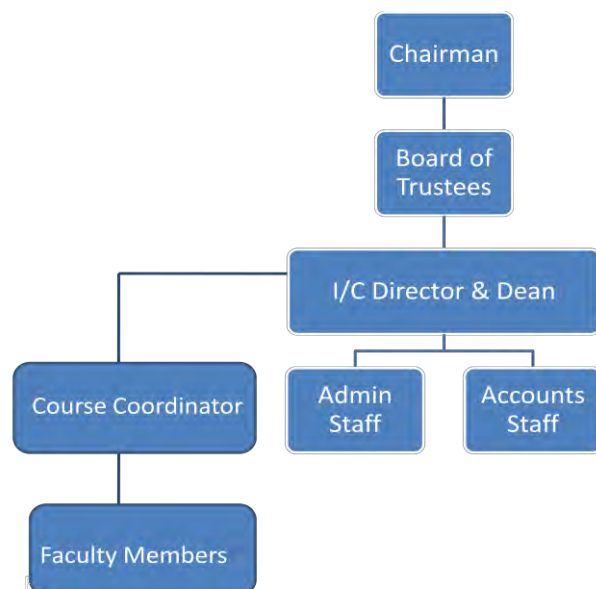 Chairman
Board of
Trustees
I/C Director & Dean
Course Coordinator
Admin
Staff
Accounts
Staff
Faculty Members